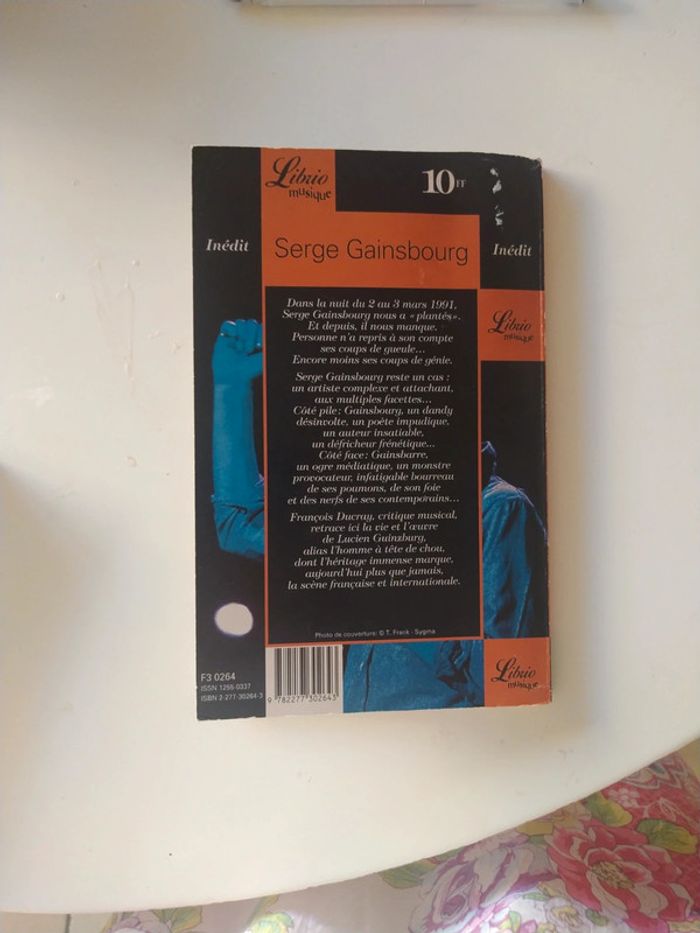 Librio
musique
10 FF
Inédit
Serge Gainsbourg
Inédit
Dans la nuit du 2 au 3 mars 1991,
Serge Gainsbourg nous a « plantés ».
Et depuis, il nous manque.
Personne n'a repris à son compte
ses coups de gueule...
Encore moins ses coups de génie.
Librio
musique
Serge Gainsbourg reste un cas :
un artiste complexe et attachant,
aux multiples facettes...
Côté pile : Gainsbourg, un dandy
désinvolte, un poète impudique,
un auteur insatiable,
un défricheur frénétique...
Côté face : Gainsbarre,
un ogre médiatique, un monstre
provocateur, infatigable bourreau
de ses poumons, de son foie
et des nerfs de ses contemporains...
François Ducray, critique musical,
retrace ici la vie et l'œuvre
de Lucien Guinzburg,
alias l'homme à tête de chou,
dont l'héritage immense marque,
aujourd'hui plus que jamais,
la scène française et internationale.
Photo de couverture: © T. Frank - Sygma
F3 0264
ISSN 1255-0337
ISBN 2-277-30264-3
9 782277 302643
Librio
musique